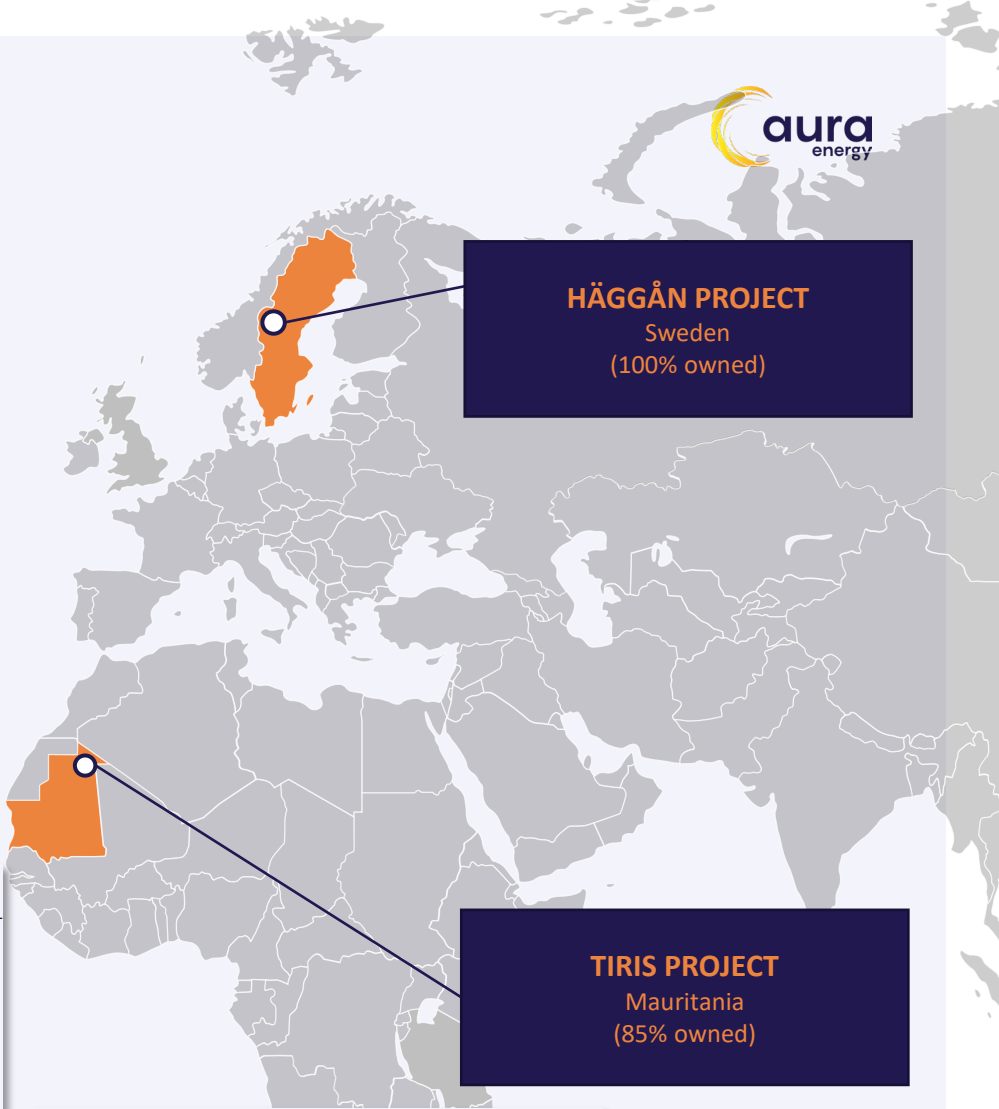 aura
energy
HÄGGÅN PROJECT
Sweden
(100% owned)
TIRIS PROJECT
Mauritania
(85% owned)